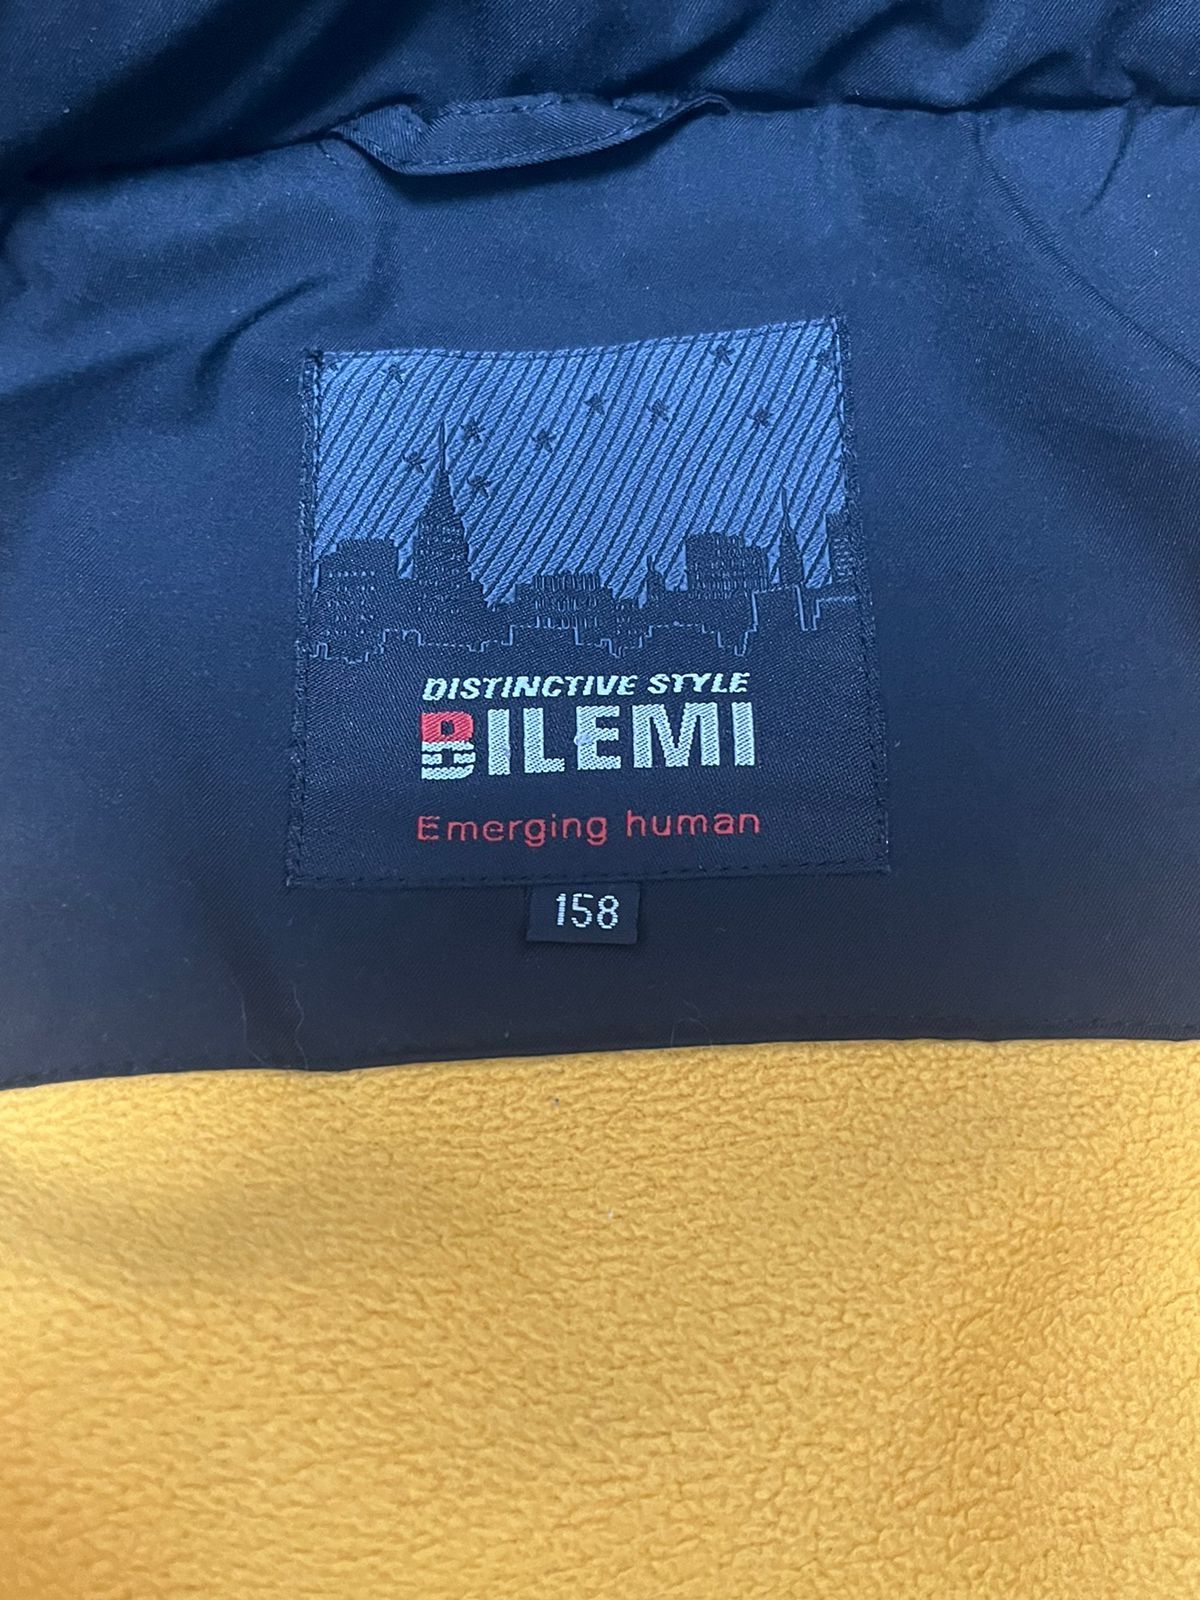 DISTINCTIVE STYLE
BILEMI
Emerging human
158